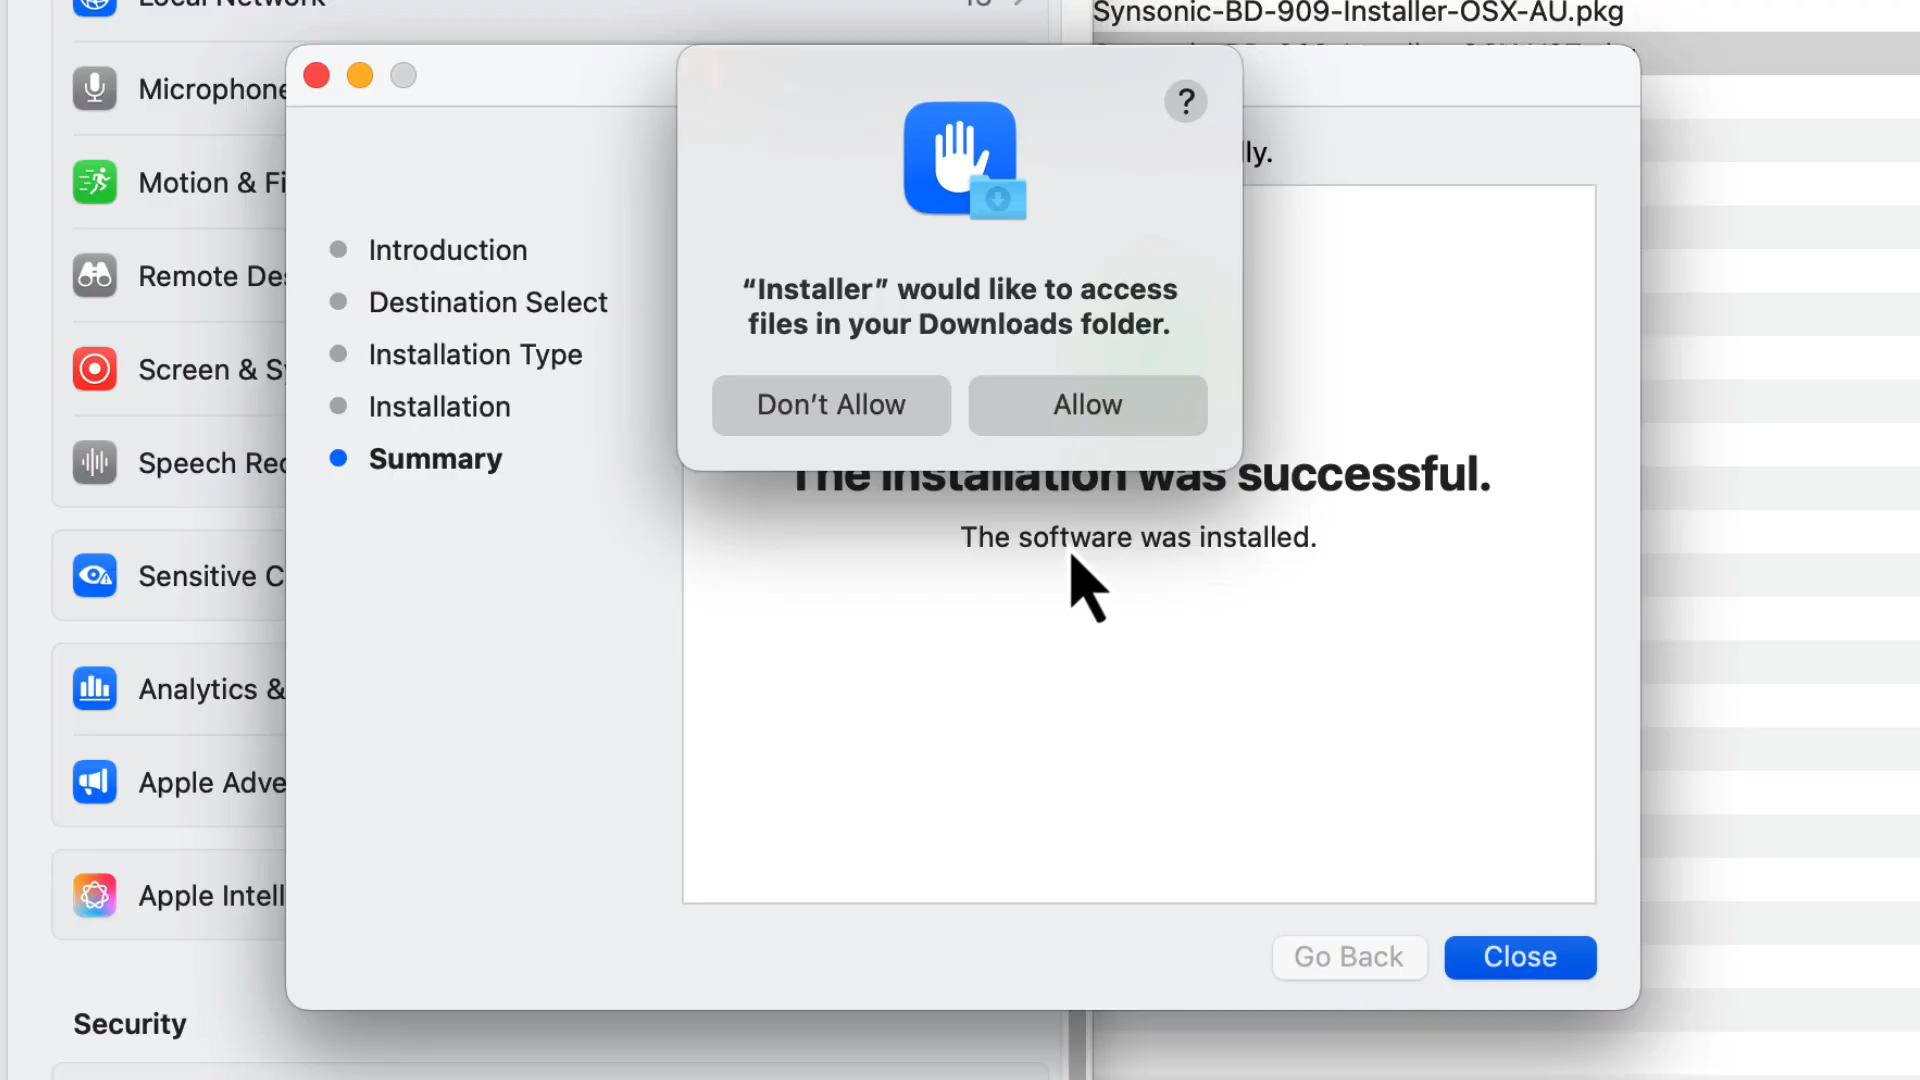 Synsonic-BD-909-Installer-OSX-AU.pkg
Microphone
Motion & Fi
Remote Des
Screen & Sy
Speech Rec
Sensitive C
Analytics &
Apple Adve
Apple Intell
Security
Introduction
Destination Select
Installation Type
Installation
Summary
?
“Installer” would like to access
files in your Downloads folder.
Don’t Allow
Allow
lly.
The installation was successful.
The software was installed.
Go Back
Close